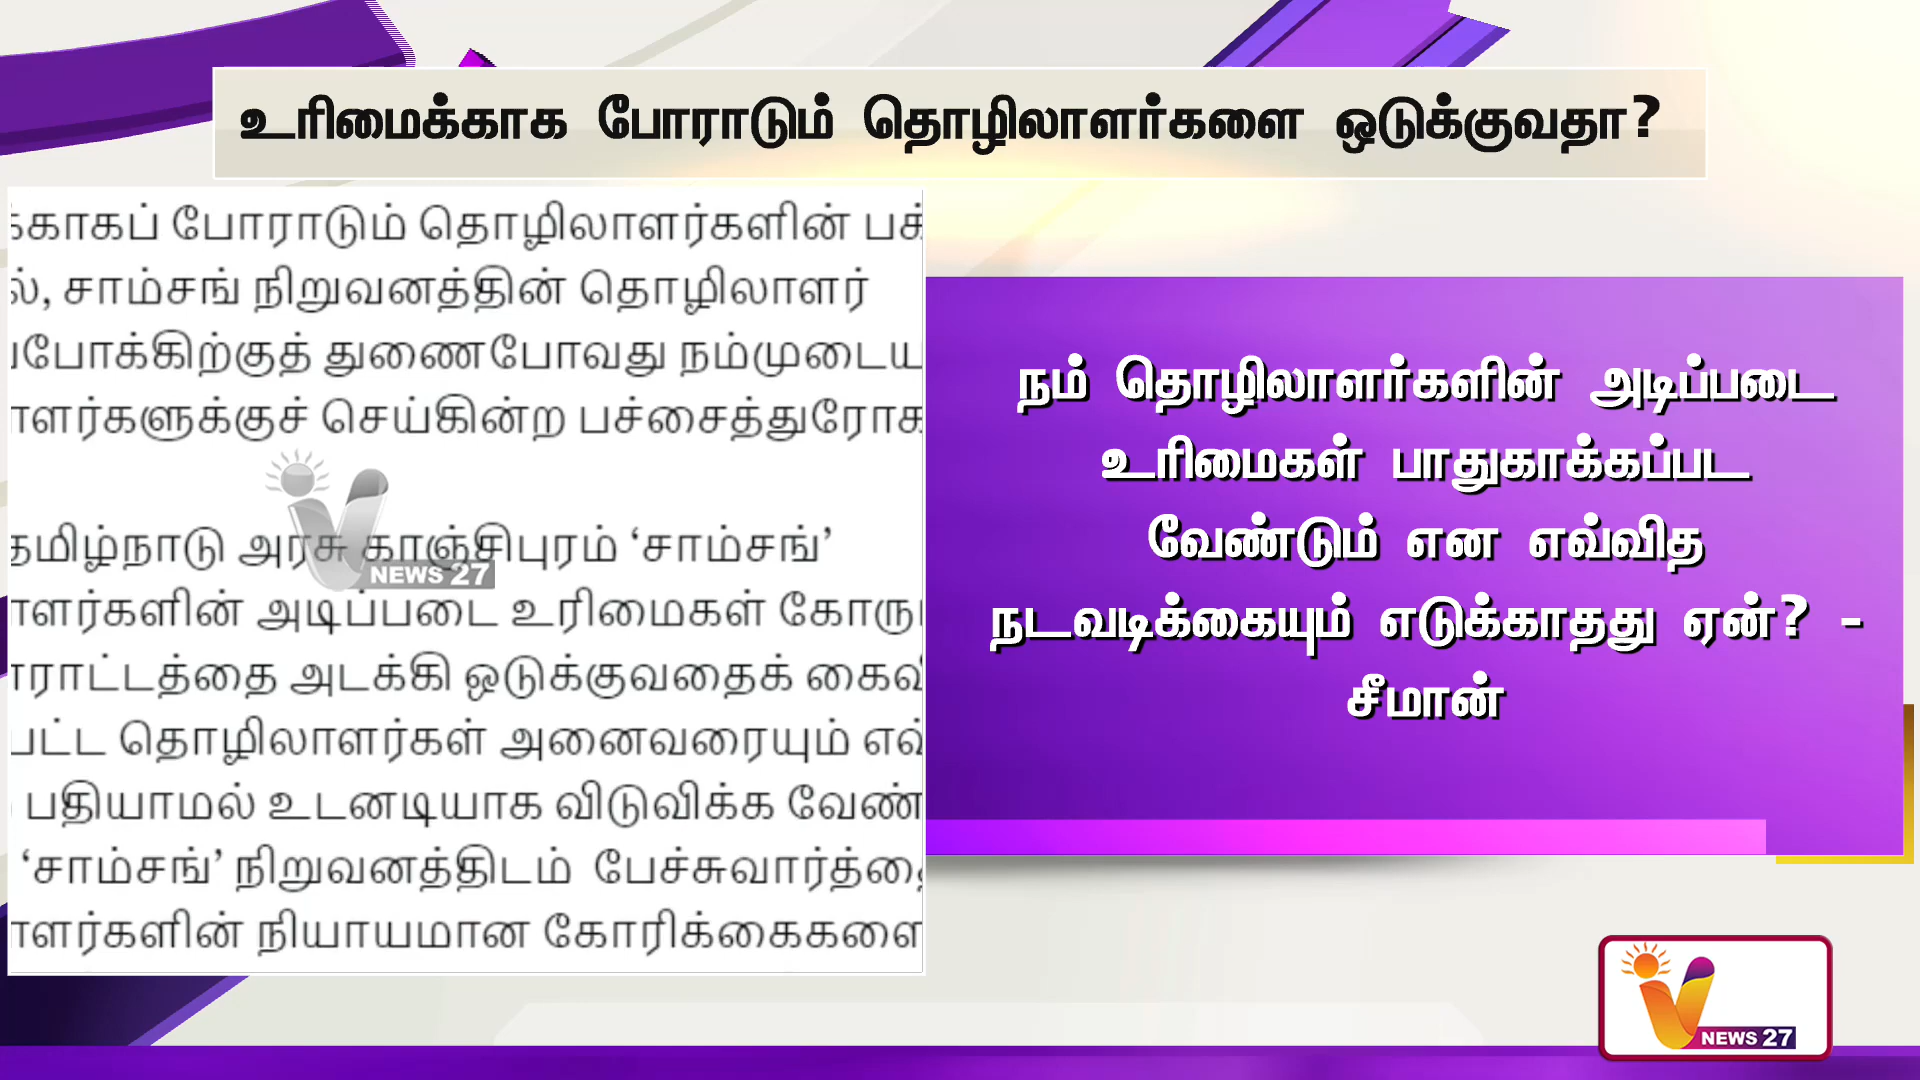 உரிமைக்காக போராடும் தொழிலாளர்களை ஒடுக்குவதா?
க்காகப் போராடும் தொழிலாளர்களின்
சாம்சங் நிறுவனத்தின் தொழிலாளர்
போக்கிற்குத் துணைபோவது நம்முடைய
ளர்களுக்குச் செய்கின்ற
தமிழ்நாடு அரசு காஞ்சிபுரம் ‘சாம்சங்’
ளர்களின் அடிப்படை உரிமைகள்
ராட்டத்தை அடக்கி ஒடுக்குவதைக்
பட்ட தொழிலாளர்கள் அனைவரையும்
பதியாமல் உடனடியாக விடுவிக்க
‘சாம்சங்’ நிறுவனத்திடம்
ளர்களின் நியாயமான கோரிக்கைகளை
NEWS 27
நம் தொழிலாளர்களின் அடிப்படை
உரிமைகள் பாதுகாக்கப்பட
வேண்டும் என எவ்வித
நடவடிக்கையும் எடுக்காதது ஏன்? -
சீமான்
NEWS 27